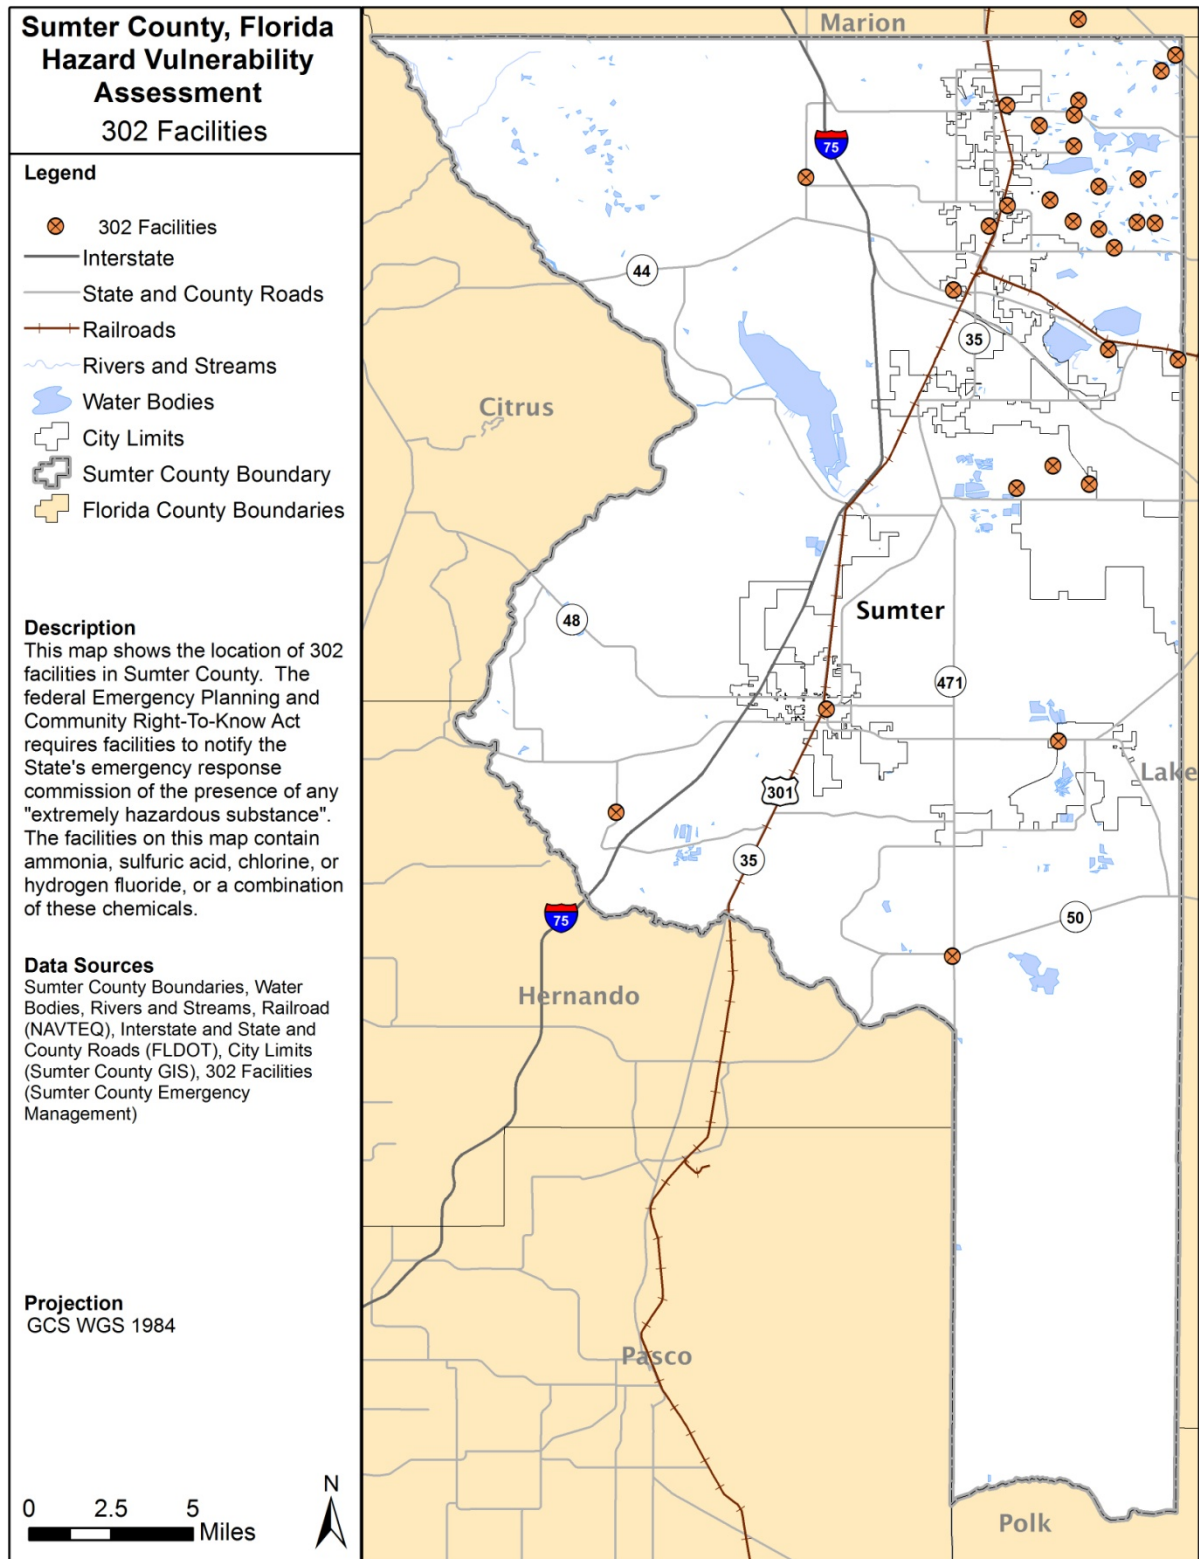 Sumter County, Florida
Hazard Vulnerability
Assessment
302 Facilities
Legend
302 Facilities
Interstate
State and County Roads
Railroads
Rivers and Streams
Water Bodies
City Limits
Sumter County Boundary
Florida County Boundaries
Description
This map shows the location of 302
facilities in Sumter County. The
federal Emergency Planning and
Community Right-To-Know Act
requires facilities to notify the
State's emergency response
commission of the presence of any
"extremely hazardous substance".
The facilities on this map contain
ammonia, sulfuric acid, chlorine, or
hydrogen fluoride, or a combination
of these chemicals.
Data Sources
Sumter County Boundaries, Water
Bodies, Rivers and Streams, Railroad
(NAVTEQ), Interstate and State and
County Roads (FLDOT), City Limits
(Sumter County GIS), 302 Facilities
(Sumter County Emergency
Management)
Projection
GCS WGS 1984
0 2.5 5
Miles
N
Marion
75
44
35
Citrus
48
Sumter
471
Lake
301
35
75
50
Hernando
Pasco
Polk